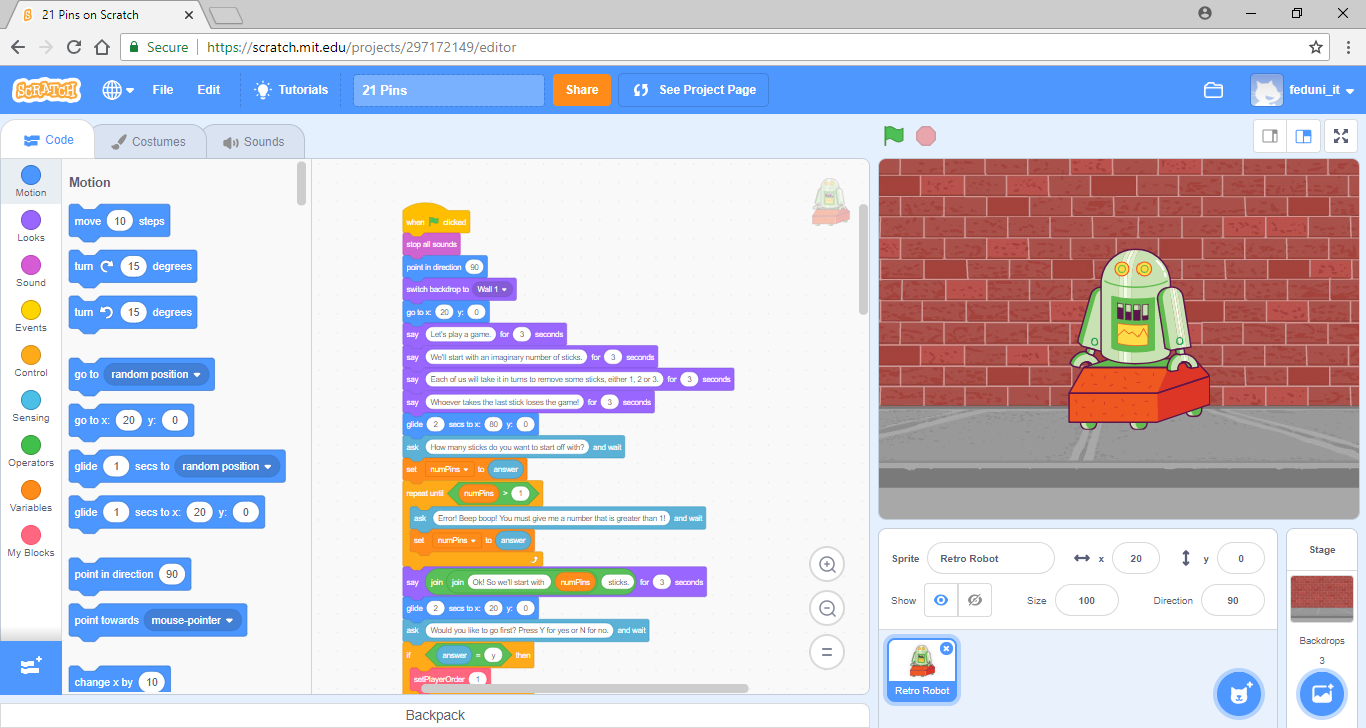 21 Pins on Scratch
Secure https://scratch.mit.edu/projects/297172149/editor
SCRATCH File Edit Tutorials 21 Pins Share See Project Page feduni_it
Code Costumes Sounds
Motion
Looks
Sound
Events
Control
Sensing
Operators
Variables
My Blocks
Motion
move 10 steps
turn 15 degrees
turn 15 degrees
go to random position
go to x: 20 y: 0
glide 1 secs to random position
glide 1 secs to x: 20 y: 0
point in direction 90
point towards mouse-pointer
change x by 10
when clicked
stop all sounds
point in direction 90
switch backdrop to Wall 1
go to x: 20 y: 0
say Let's play a game. for 3 seconds
say We'll start with an imaginary number of sticks. for 3 seconds
say Each of us will take it in turns to remove some sticks, either 1, 2 or 3. for 3 seconds
say Whoever takes the last stick loses the game! for 3 seconds
glide 2 secs to x: 80 y: 0
ask How many sticks do you want to start off with? and wait
set numPins to answer
repeat until numPins > 1
ask Error! Beep boop! You must give me a number that is greater than 1! and wait
set numPins to answer
say join join Ok! So we'll start with numPins sticks. for 3 seconds
glide 2 secs to x: 20 y: 0
ask Would you like to go first? Press Y for yes or N for no. and wait
if answer = y then
setPlayerOrder 1
Backpack
Sprite Retro Robot x 20 y 0
Show Size 100 Direction 90
Retro Robot
Stage
Backdrops
3